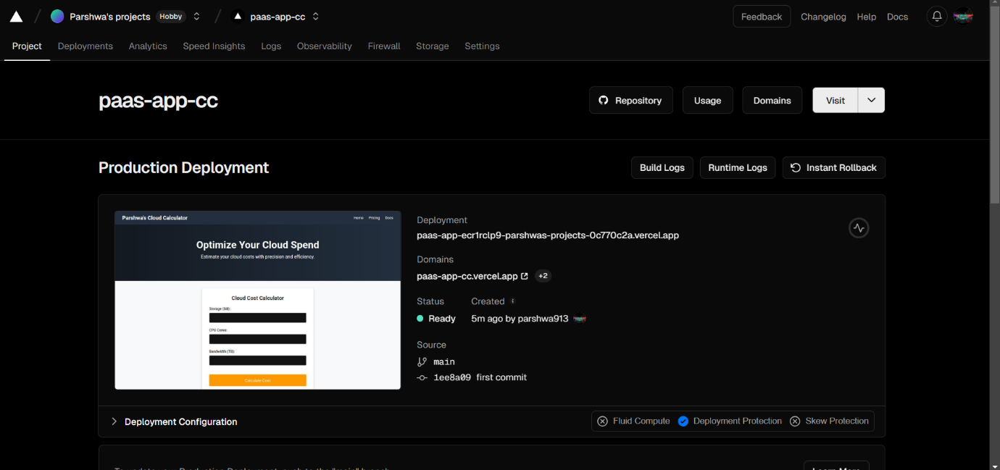 Parshwa's projects Hobby paas-app-cc Feedback Changelog Help Docs
Project Deployments Analytics Speed Insights Logs Observability Firewall Storage Settings
paas-app-cc Repository Usage Domains Visit
Production Deployment Build Logs Runtime Logs Instant Rollback
Parshwa's Cloud Calculator Home Pricing Docs
Optimize Your Cloud Spend
Estimate your cloud costs with precision and efficiency.
Cloud Cost Calculator
Storage (GB):
CPU Cores:
Bandwidth (TB):
Calculate Cost
Deployment
paas-app-ecr1rclp9-parshwas-projects-0c770c2a.vercel.app
Domains
paas-app-cc.vercel.app +2
Status Created
Ready 5m ago by parshwa913
Source
main
1ee8a09 first commit
Deployment Configuration Fluid Compute Deployment Protection Skew Protection